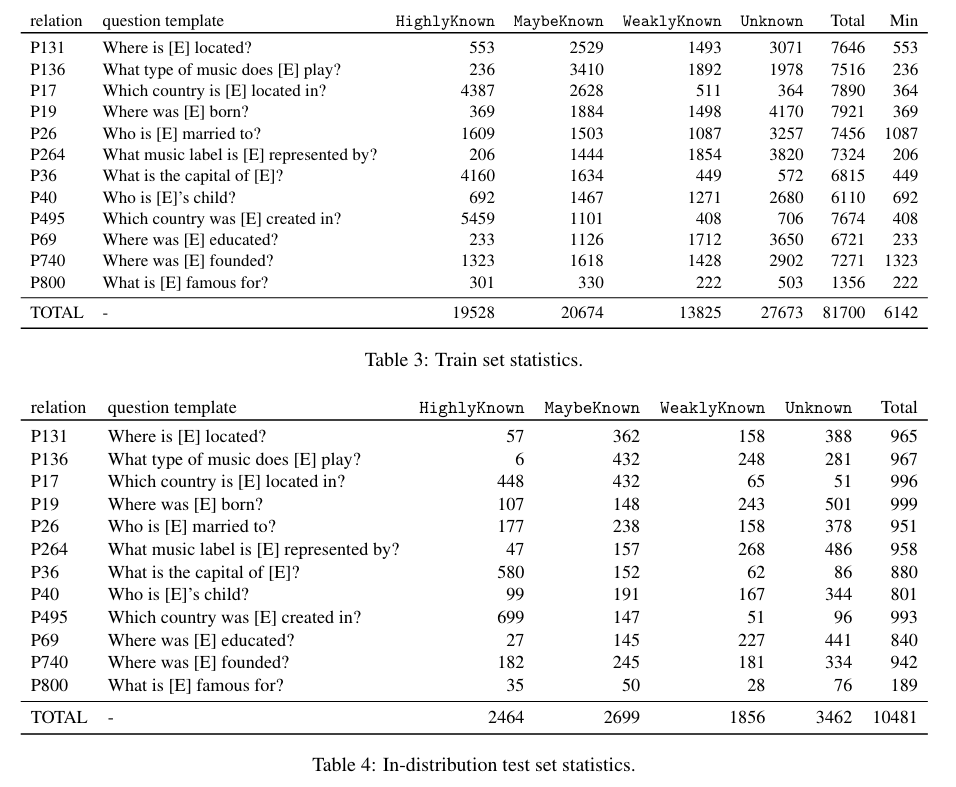 relation question template HighlyKnown MaybeKnown WeaklyKnown Unknown Total Min
P131 Where is [E] located? 553 2529 1493 3071 7646 553
P136 What type of music does [E] play? 236 3410 1892 1978 7516 236
P17 Which country is [E] located in? 4387 2628 511 364 7890 364
P19 Where was [E] born? 369 1884 1498 4170 7921 369
P26 Who is [E] married to? 1609 1503 1087 3257 7456 1087
P264 What music label is [E] represented by? 206 1444 1854 3820 7324 206
P36 What is the capital of [E]? 4160 1634 449 572 6815 449
P40 Who is [E]'s child? 692 1467 1271 2680 6110 692
P495 Which country was [E] created in? 5459 1101 408 706 7674 408
P69 Where was [E] educated? 233 1126 1712 3650 6721 233
P740 Where was [E] founded? 1323 1618 1428 2902 7271 1323
P800 What is [E] famous for? 301 330 222 503 1356 222
TOTAL - 19528 20674 13825 27673 81700 6142
Table 3: Train set statistics.
relation question template HighlyKnown MaybeKnown WeaklyKnown Unknown Total
P131 Where is [E] located? 57 362 158 388 965
P136 What type of music does [E] play? 6 432 248 281 967
P17 Which country is [E] located in? 448 432 65 51 996
P19 Where was [E] born? 107 148 243 501 999
P26 Who is [E] married to? 177 238 158 378 951
P264 What music label is [E] represented by? 47 157 268 486 958
P36 What is the capital of [E]? 580 152 62 86 880
P40 Who is [E]'s child? 99 191 167 344 801
P495 Which country was [E] created in? 699 147 51 96 993
P69 Where was [E] educated? 27 145 227 441 840
P740 Where was [E] founded? 182 245 181 334 942
P800 What is [E] famous for? 35 50 28 76 189
TOTAL - 2464 2699 1856 3462 10481
Table 4: In-distribution test set statistics.